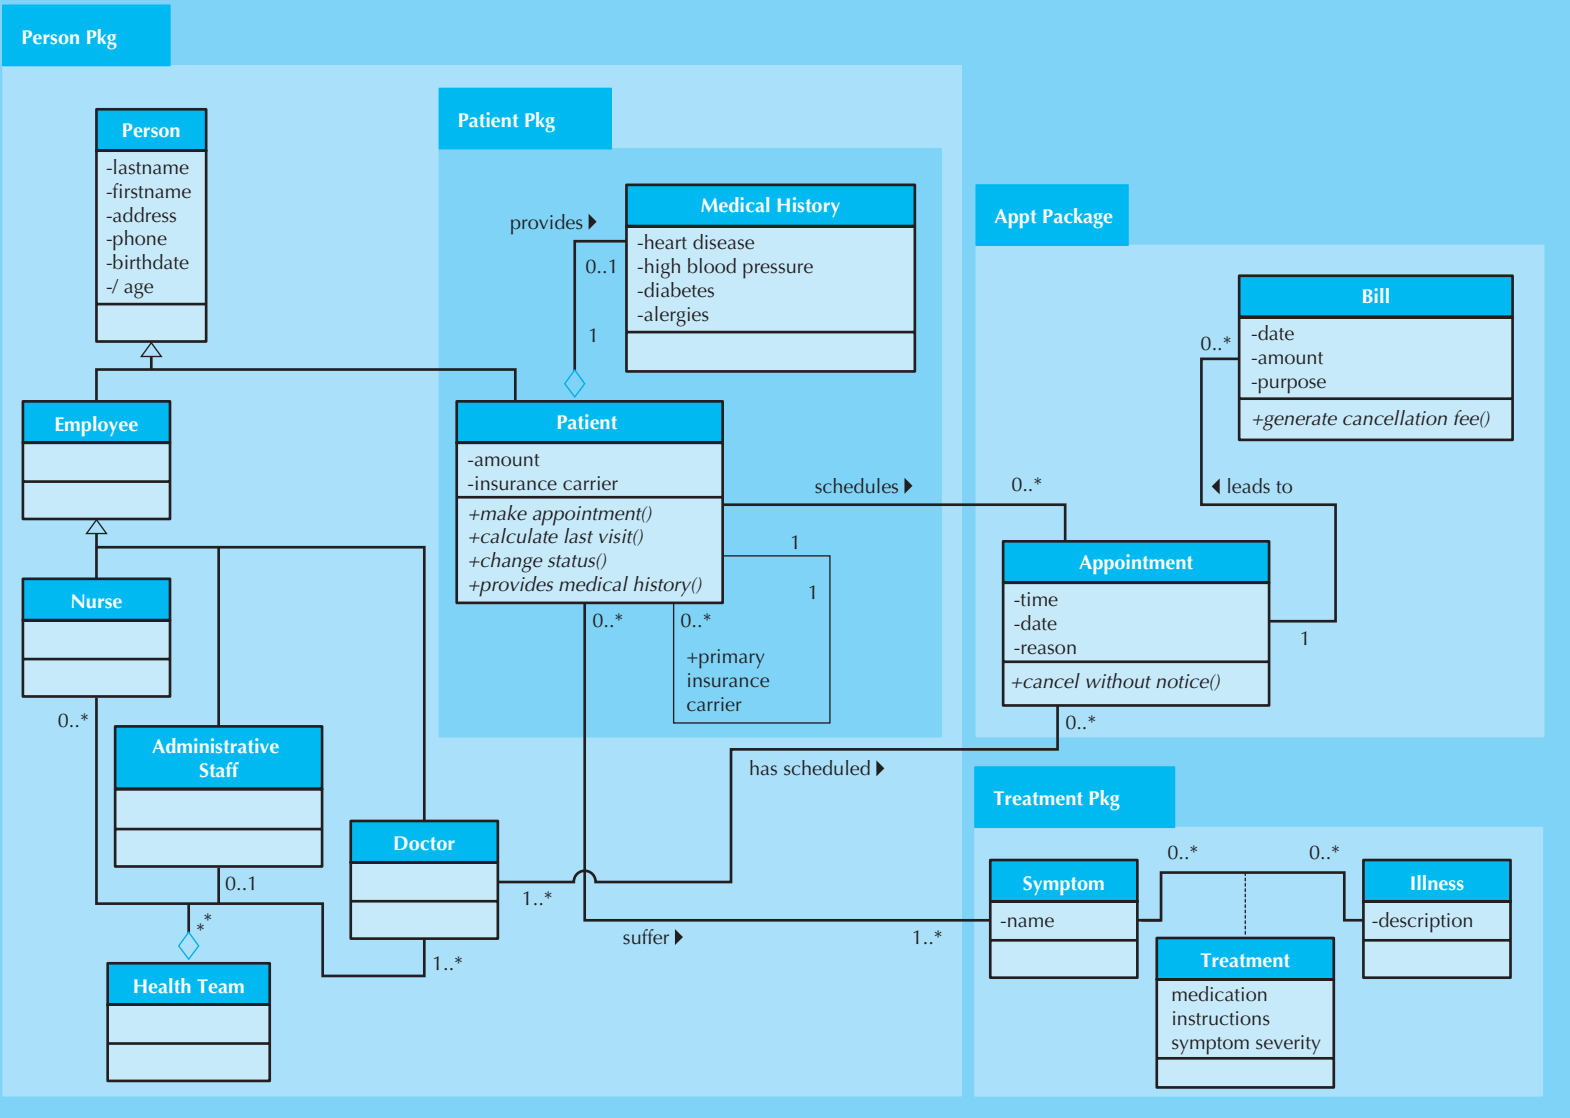 Person Pkg
Person
-lastname
-firstname
-address
-phone
-birthdate
-/ age
Patient Pkg
provides
0..1
1
Medical History
-heart disease
-high blood pressure
-diabetes
-alergies
Appt Package
Bill
-date
-amount
-purpose
+generate cancellation fee()
0..*
leads to
Employee
Patient
-amount
-insurance carrier
+make appointment()
+calculate last visit()
+change status()
+provides medical history()
schedules
0..*
1
1
0..*
0..*
+primary
insurance
carrier
Appointment
-time
-date
-reason
+cancel without notice()
1
0..*
Nurse
0..*
Administrative
Staff
0..1
Doctor
has scheduled
1..*
1..*
*
*
Health Team
suffer
1..*
Treatment Pkg
Symptom
-name
0..*
0..*
Illness
-description
Treatment
medication
instructions
symptom severity